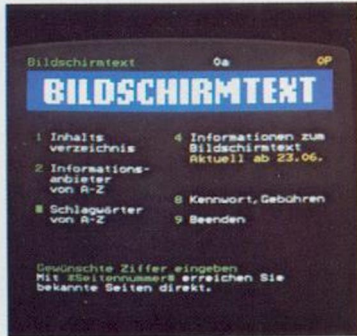 Bildschirmtext 0a 0P
BILDSCHIRMTEXT
1 Inhalts
verzeichnis
2 Informations-
anbieter
von A-Z
Schlagwörter
von A-Z
4 Informationen zum
Bildschirmtext
Aktuell ab 23.06.
8 Kennwort, Gebühren
9 Beenden
Gewünschte Ziffer eingeben
Mit *Seitennummer# erreichen Sie
bekannte Seiten direkt.